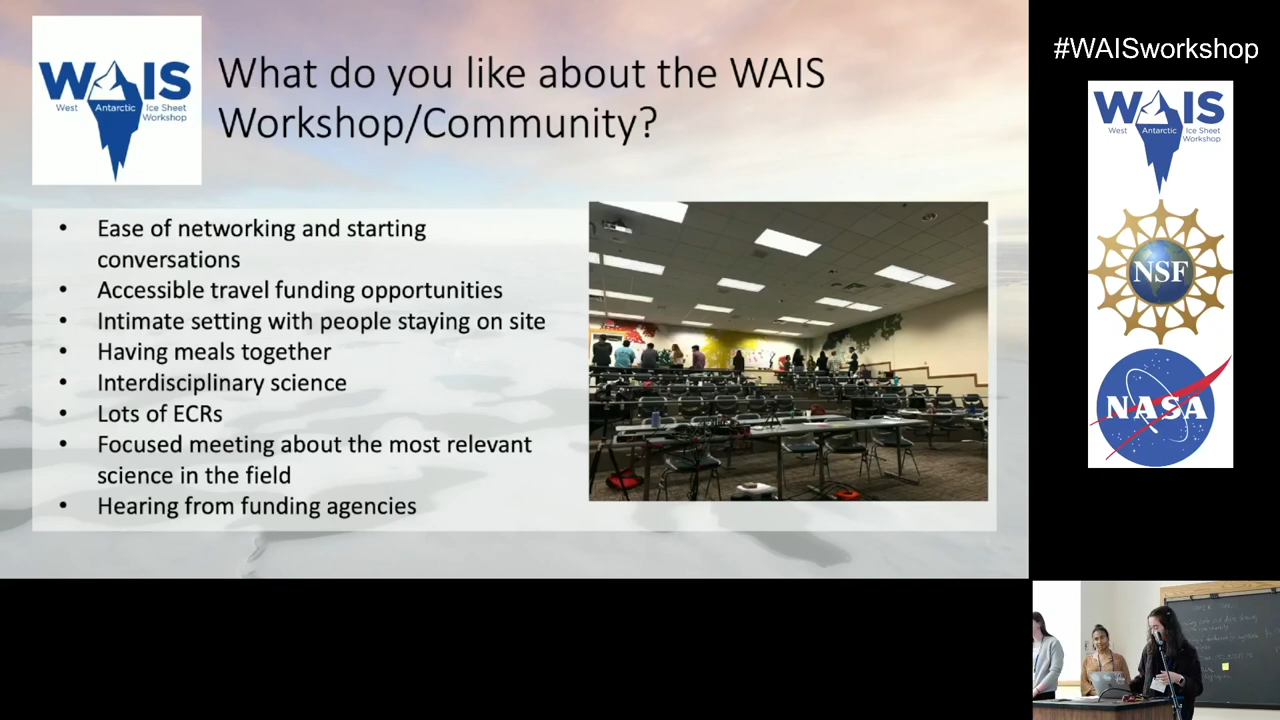 WAIS
West Antarctic Ice Sheet
Workshop
What do you like about the WAIS
Workshop/Community?
• Ease of networking and starting
conversations
• Accessible travel funding opportunities
• Intimate setting with people staying on site
• Having meals together
• Interdisciplinary science
• Lots of ECRs
• Focused meeting about the most relevant
science in the field
• Hearing from funding agencies
#WAISworkshop
WAIS
West Antarctic Ice Sheet
Workshop
NSF
NASA